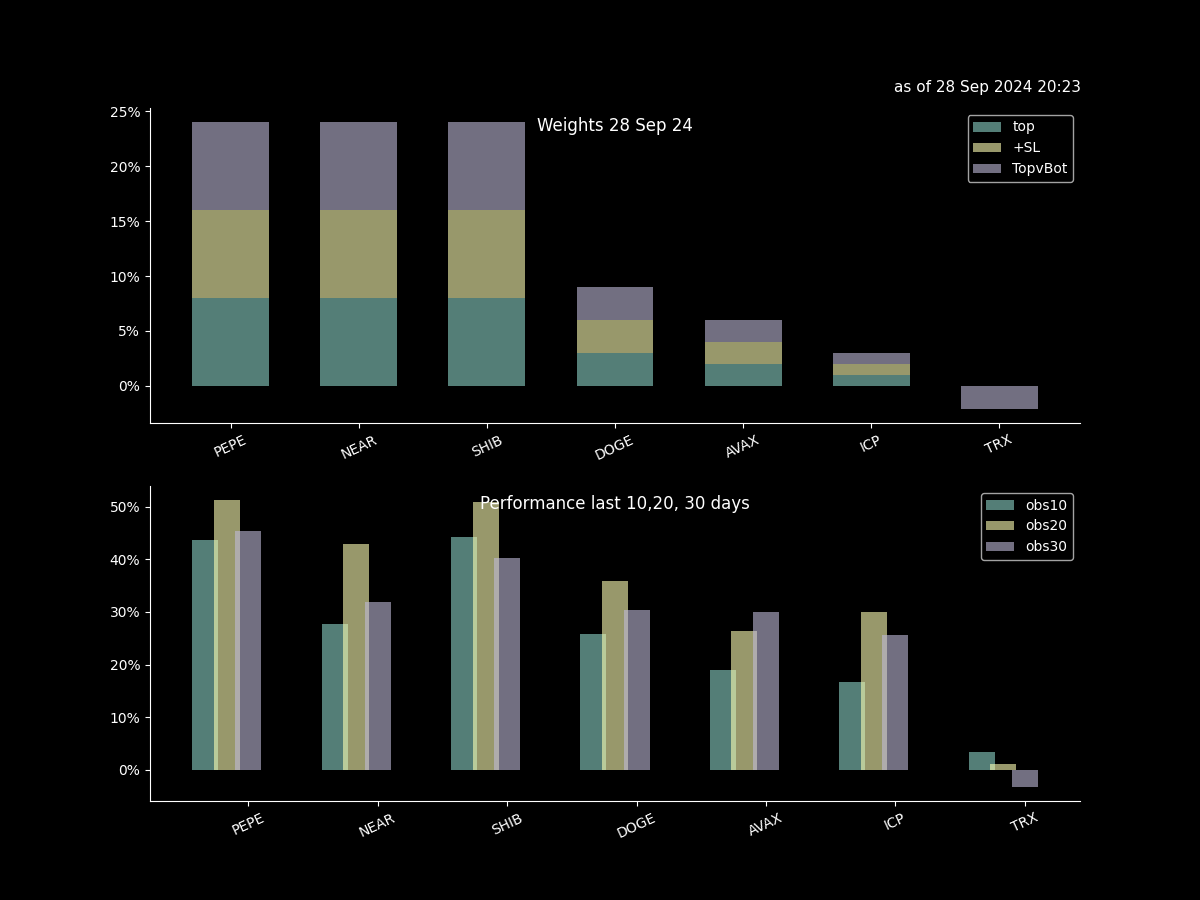 as of 28 Sep 2024 20:23
Weights 28 Sep 24
25%
20%
15%
10%
5%
0%
top
+SL
TopvBot
PEPE
NEAR
SHIB
DOGE
AVAX
ICP
TRX
Performance last 10,20, 30 days
50%
40%
30%
20%
10%
0%
obs10
obs20
obs30
PEPE
NEAR
SHIB
DOGE
AVAX
ICP
TRX